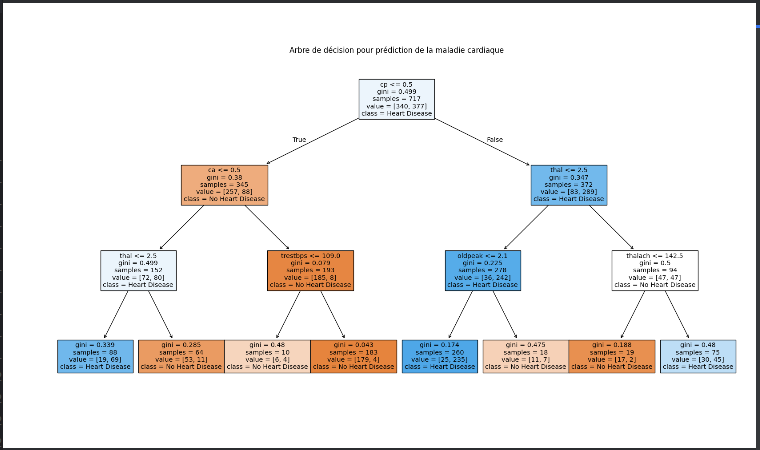 Arbre de décision pour prédiction de la maladie cardiaque
cp <= 0.5
gini = 0.499
samples = 717
value = [340, 377]
class = Heart Disease
True
False
ca <= 0.5
gini = 0.38
samples = 345
value = [257, 88]
class = No Heart Disease
thal <= 2.5
gini = 0.347
samples = 372
value = [83, 289]
class = Heart Disease
thal <= 2.5
gini = 0.499
samples = 152
value = [72, 80]
class = Heart Disease
trestbps <= 109.0
gini = 0.079
samples = 193
value = [185, 8]
class = No Heart Disease
oldpeak <= 2.1
gini = 0.225
samples = 278
value = [36, 242]
class = Heart Disease
thalach <= 142.5
gini = 0.5
samples = 94
value = [47, 47]
class = No Heart Disease
gini = 0.339
samples = 88
value = [19, 69]
class = Heart Disease
gini = 0.285
samples = 64
value = [53, 11]
class = No Heart Disease
gini = 0.48
samples = 10
value = [6, 4]
class = No Heart Disease
gini = 0.043
samples = 183
value = [179, 4]
class = No Heart Disease
gini = 0.174
samples = 260
value = [25, 235]
class = Heart Disease
gini = 0.475
samples = 18
value = [11, 7]
class = No Heart Disease
gini = 0.188
samples = 19
value = [17, 2]
class = No Heart Disease
gini = 0.48
samples = 75
value = [30, 45]
class = Heart Disease